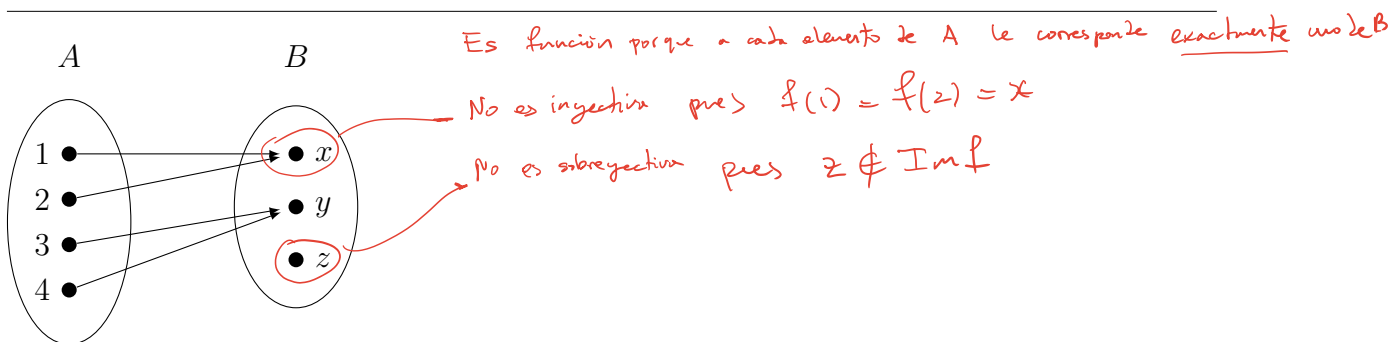 Es función porque a cada elemento de A le corresponde exactamente uno de B
A B
No es inyectiva pues f(1) = f(2) = x
1 x
No es sobreyectiva pues z ∉ Im f
2
y
3
z
4